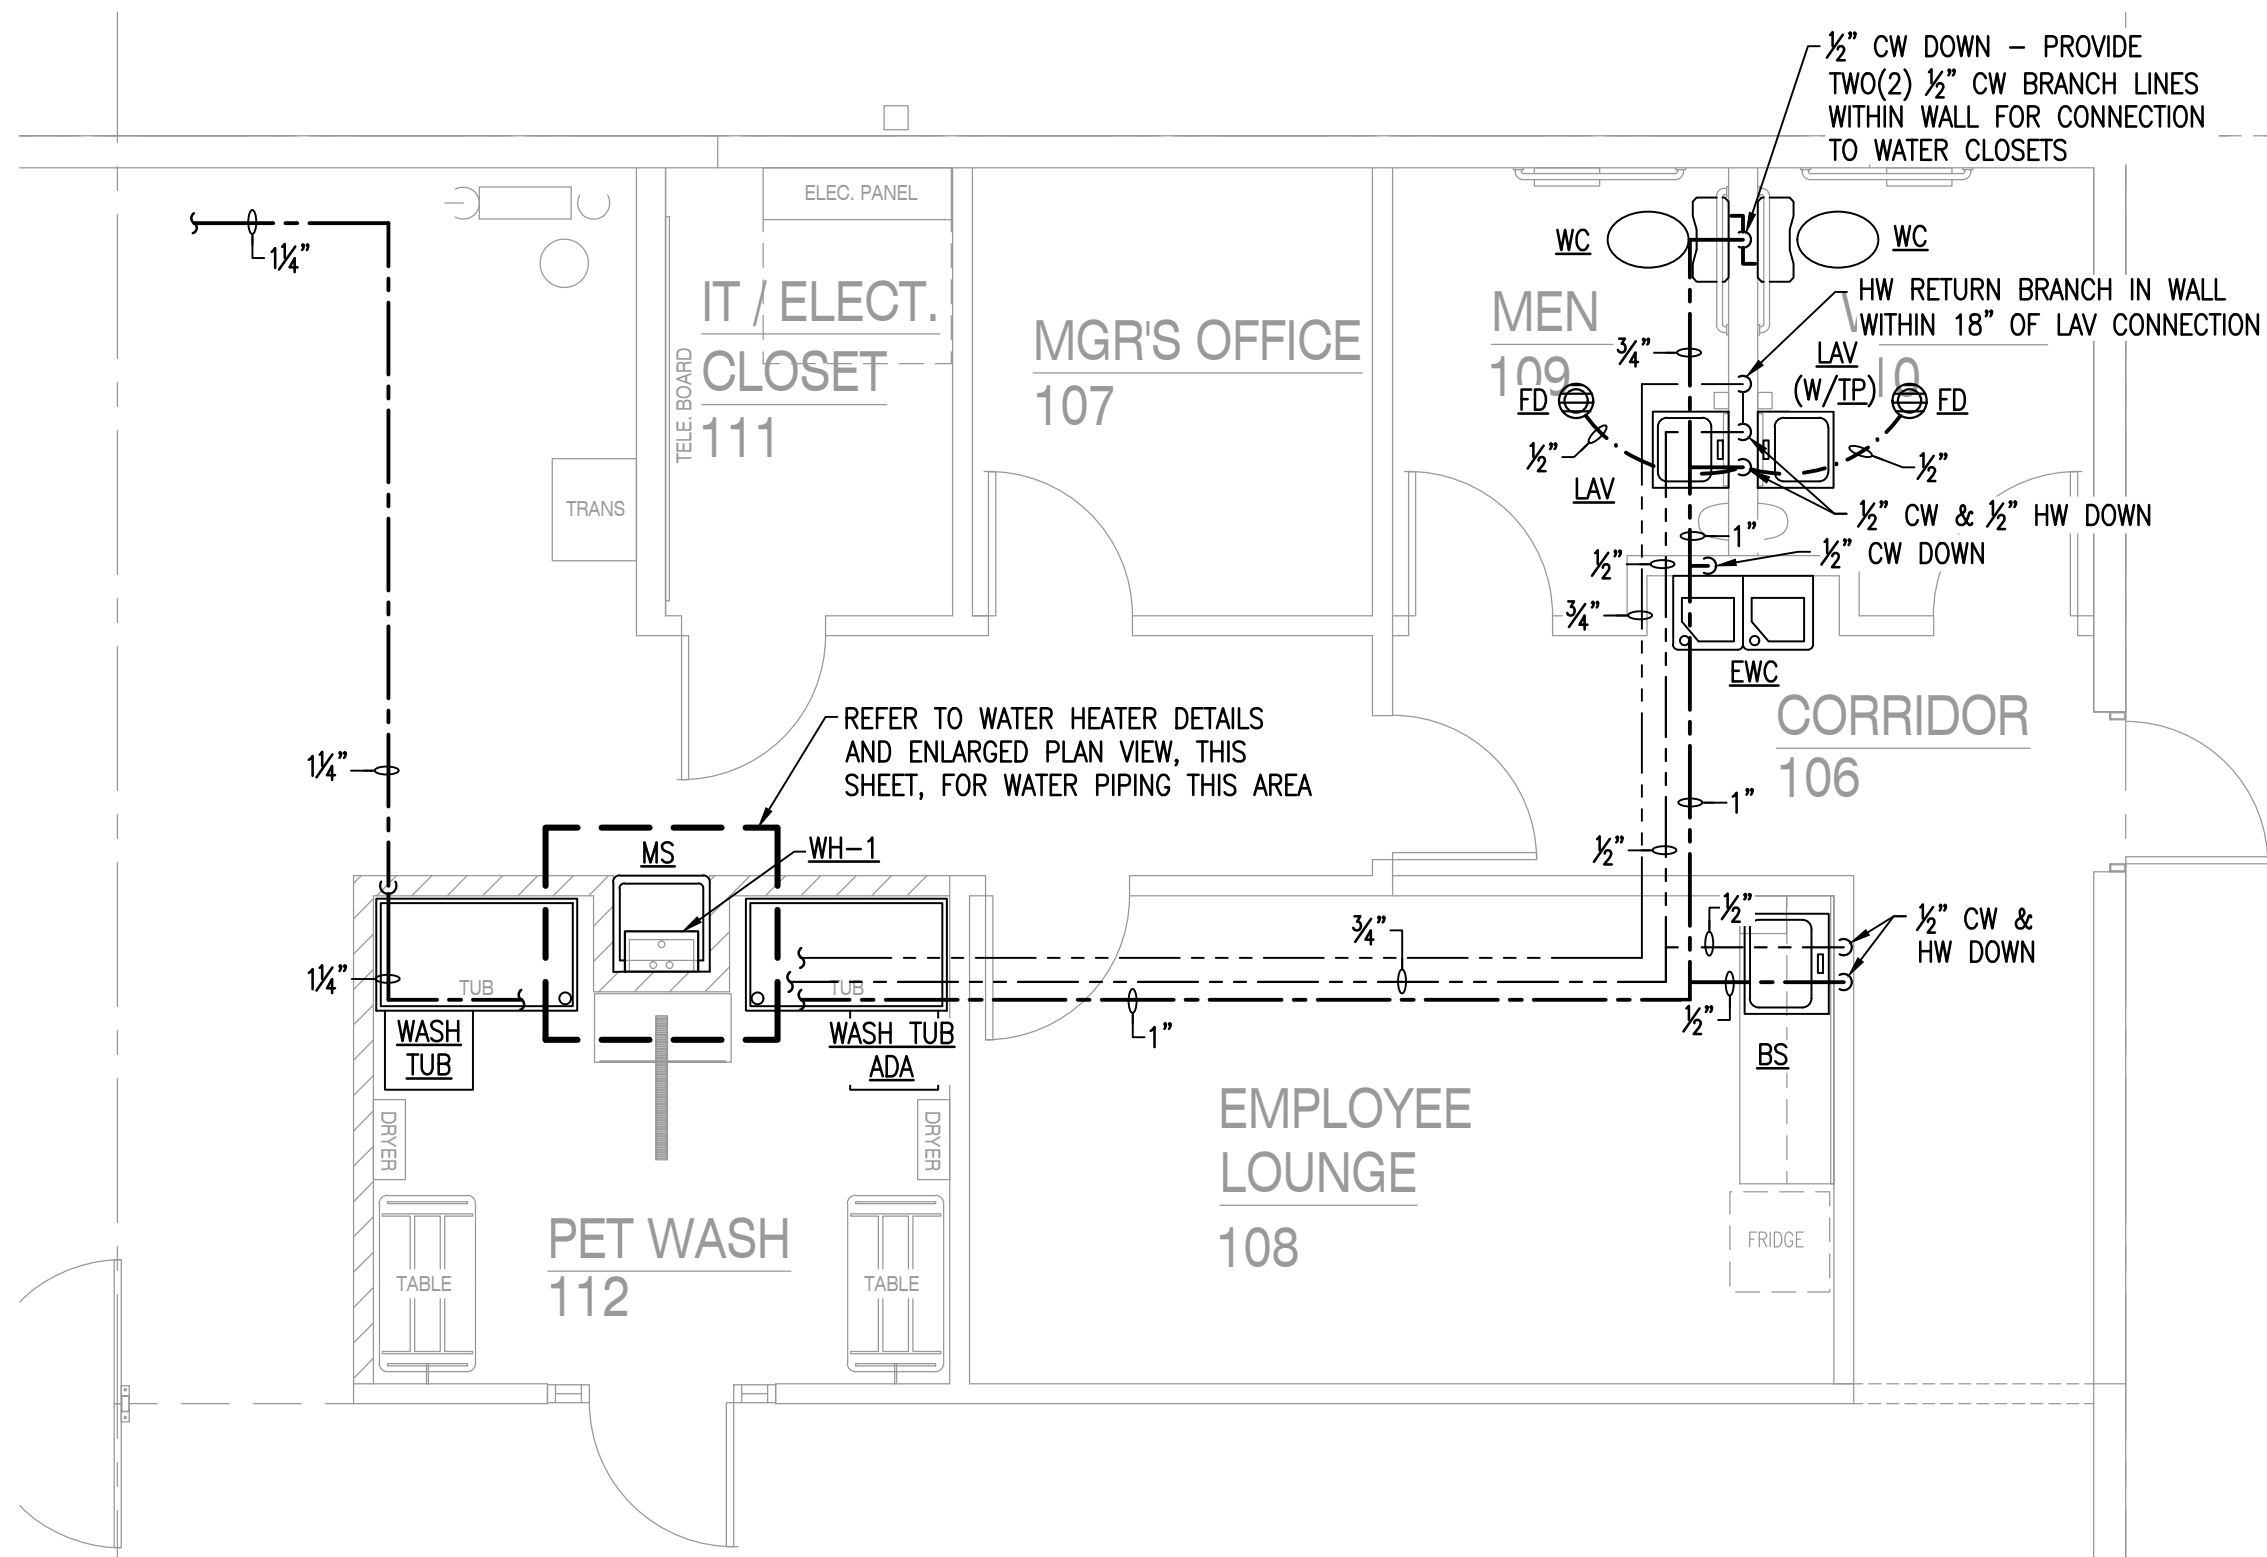 ½" CW DOWN – PROVIDE
TWO(2) ½" CW BRANCH LINES
WITHIN WALL FOR CONNECTION
TO WATER CLOSETS
ELEC. PANEL
1¼"
WC
WC
IT / ELECT.
CLOSET
111
TELE. BOARD
MGR'S OFFICE
107
MEN
109
HW RETURN BRANCH IN WALL
WITHIN 18" OF LAV CONNECTION
¾"
LAV
(W/TP)
10
FD
FD
½"
½"
LAV
TRANS
½" CW & ½" HW DOWN
1"
½" CW DOWN
½"
¾"
EWC
CORRIDOR
106
REFER TO WATER HEATER DETAILS
AND ENLARGED PLAN VIEW, THIS
SHEET, FOR WATER PIPING THIS AREA
1¼"
1"
MS
WH-1
½"
½"
½" CW &
HW DOWN
¾"
1¼"
TUB
TUB
½"
1"
WASH
TUB
WASH TUB
ADA
BS
DRYER
DRYER
EMPLOYEE
LOUNGE
108
PET WASH
112
FRIDGE
TABLE
TABLE